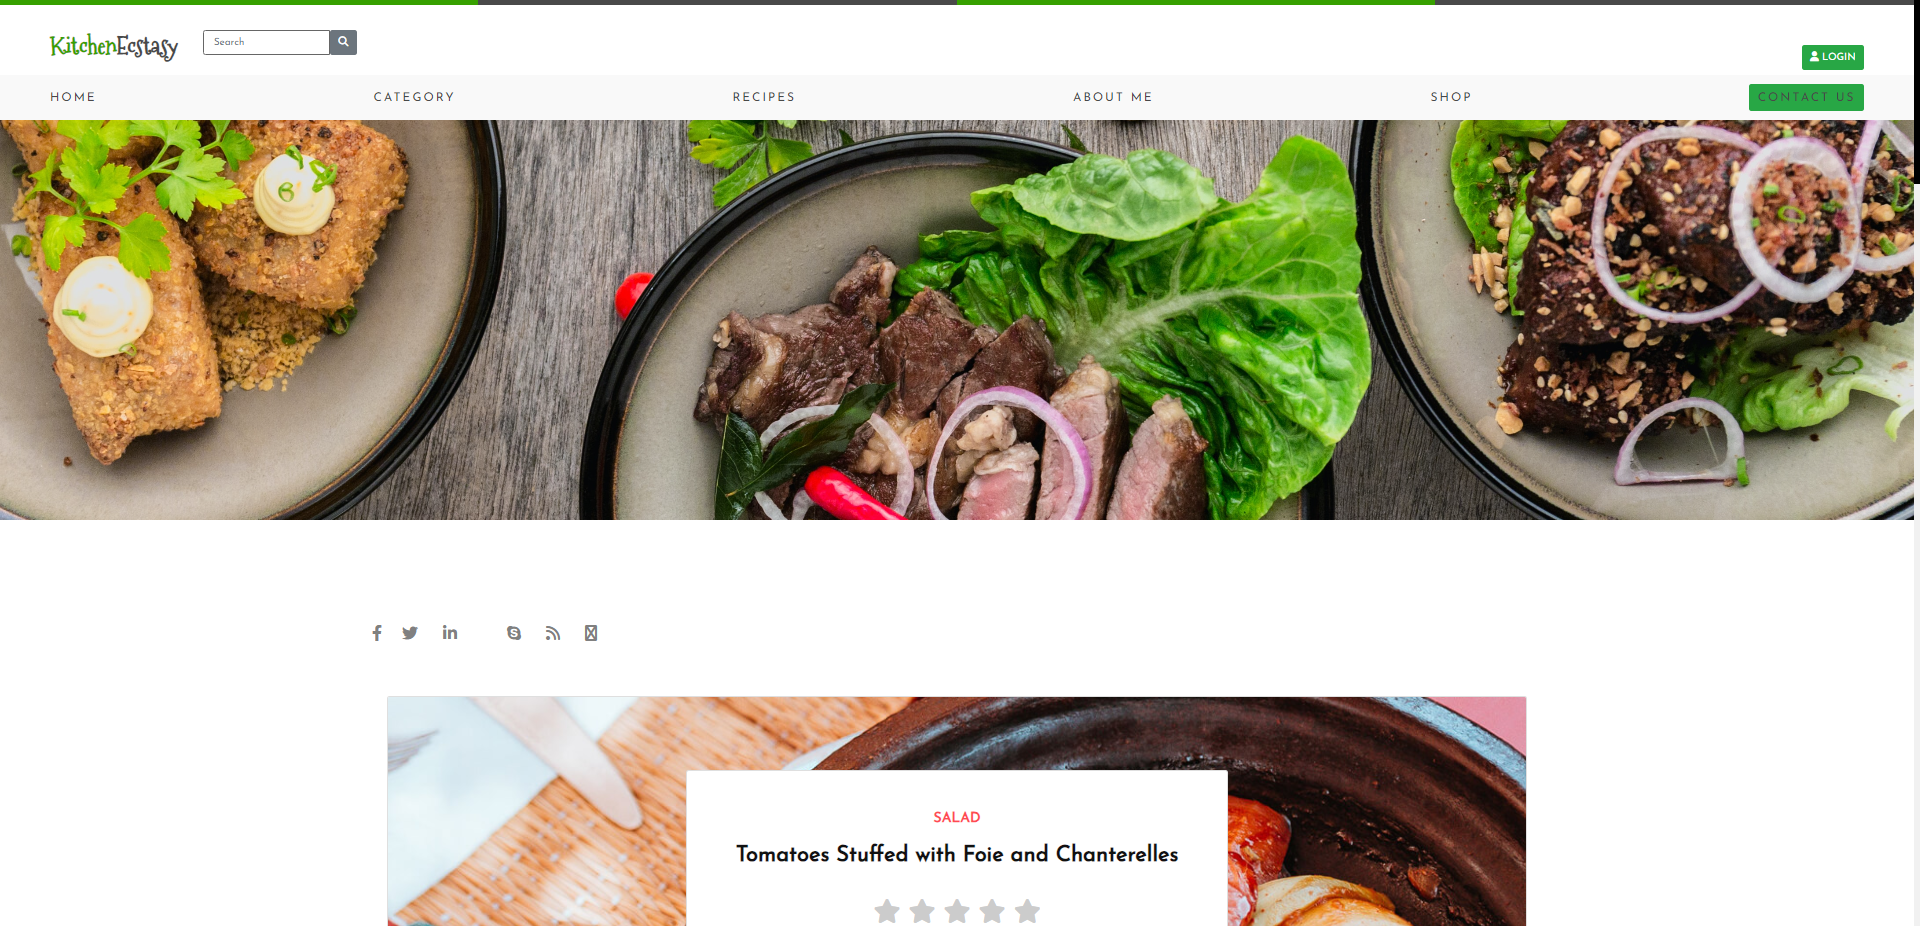 KitchenEcstasy
Search
LOGIN
HOME
CATEGORY
RECIPES
ABOUT ME
SHOP
CONTACT US
SALAD
Tomatoes Stuffed with Foie and Chanterelles